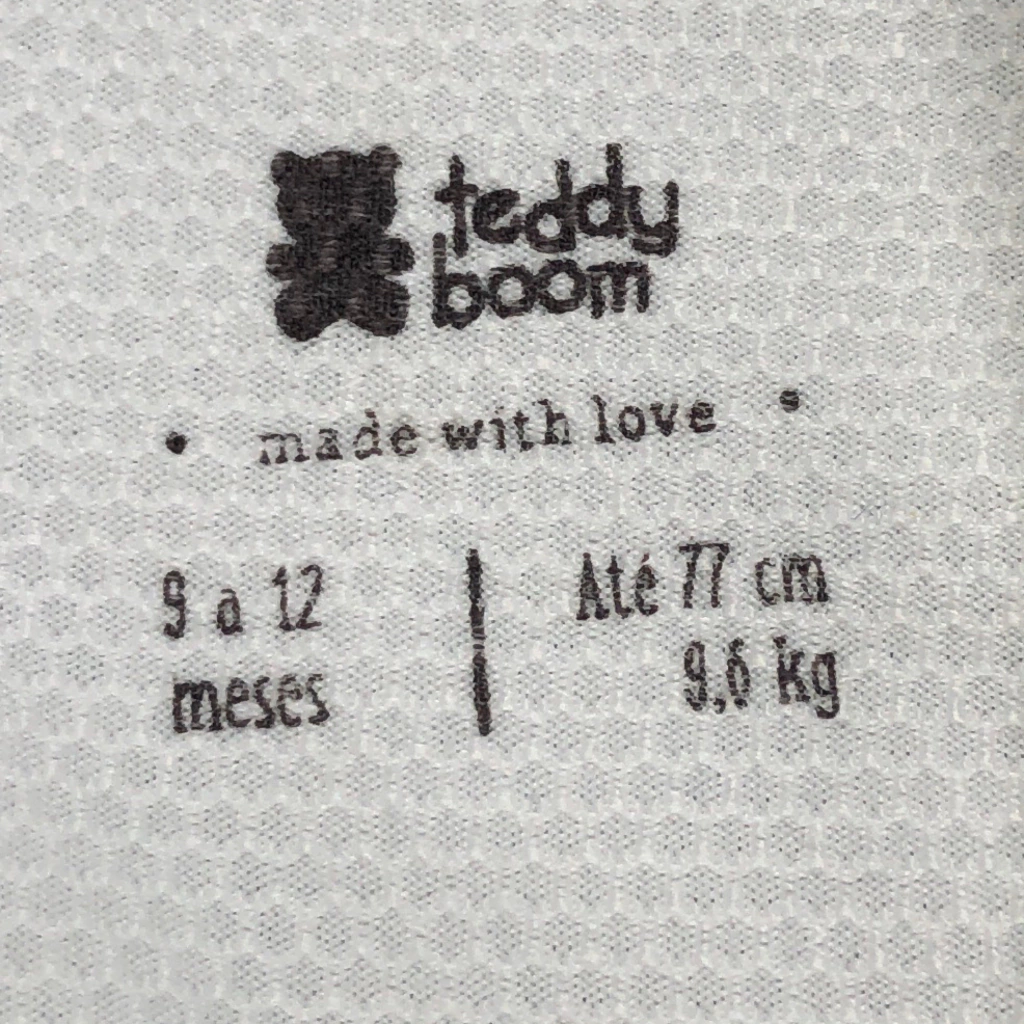 teddy
boom
• made with love •
9 a 12
meses
Até 77 cm
9,6 kg